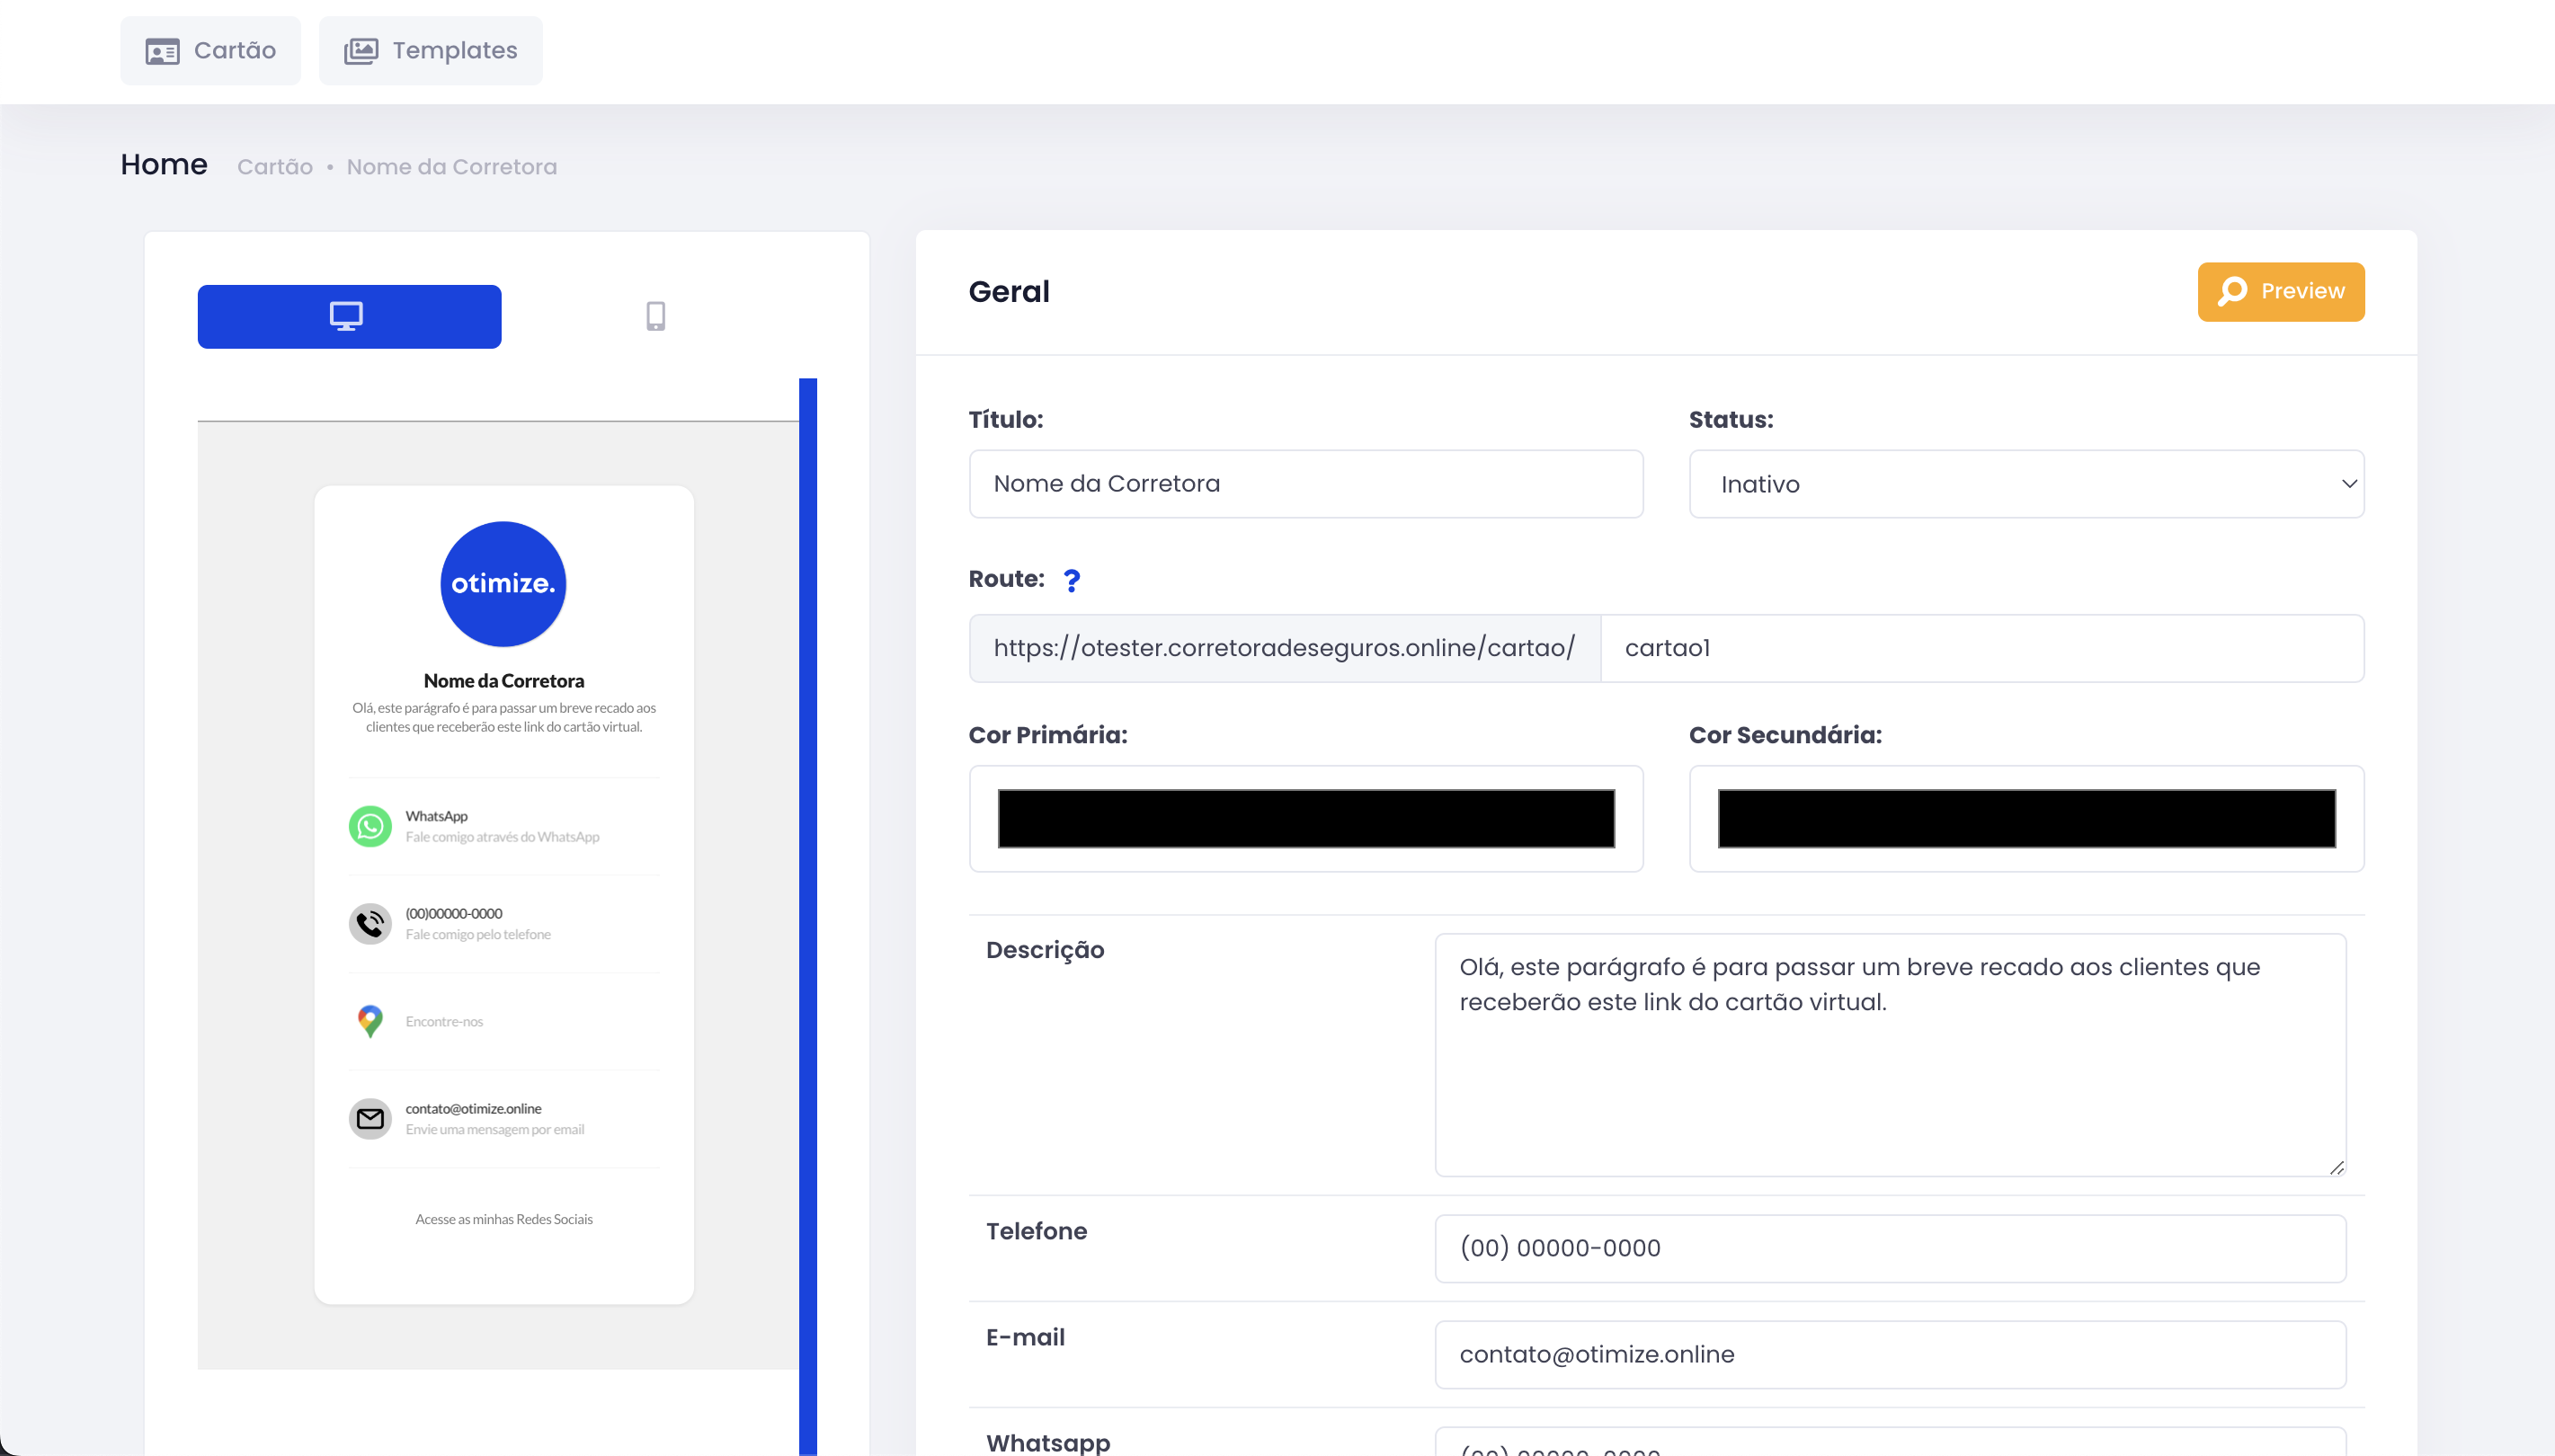 Cartão
Templates
Home
Cartão • Nome da Corretora
otimize.
Nome da Corretora
Olá, este parágrafo é para passar um breve recado aos
clientes que receberão este link do cartão virtual.
WhatsApp
Fale comigo através do WhatsApp
(00)00000-0000
Fale comigo pelo telefone
Encontre-nos
contato@otimize.online
Envie uma mensagem por email
Acesse as minhas Redes Sociais
Geral
Preview
Título:
Nome da Corretora
Status:
Inativo
Route: ?
https://otester.corretoradeseguros.online/cartao/
cartao1
Cor Primária:
Cor Secundária:
Descrição
Olá, este parágrafo é para passar um breve recado aos clientes que
receberão este link do cartão virtual.
Telefone
(00) 00000-0000
E-mail
contato@otimize.online
Whatsapp
(00) 00000-0000